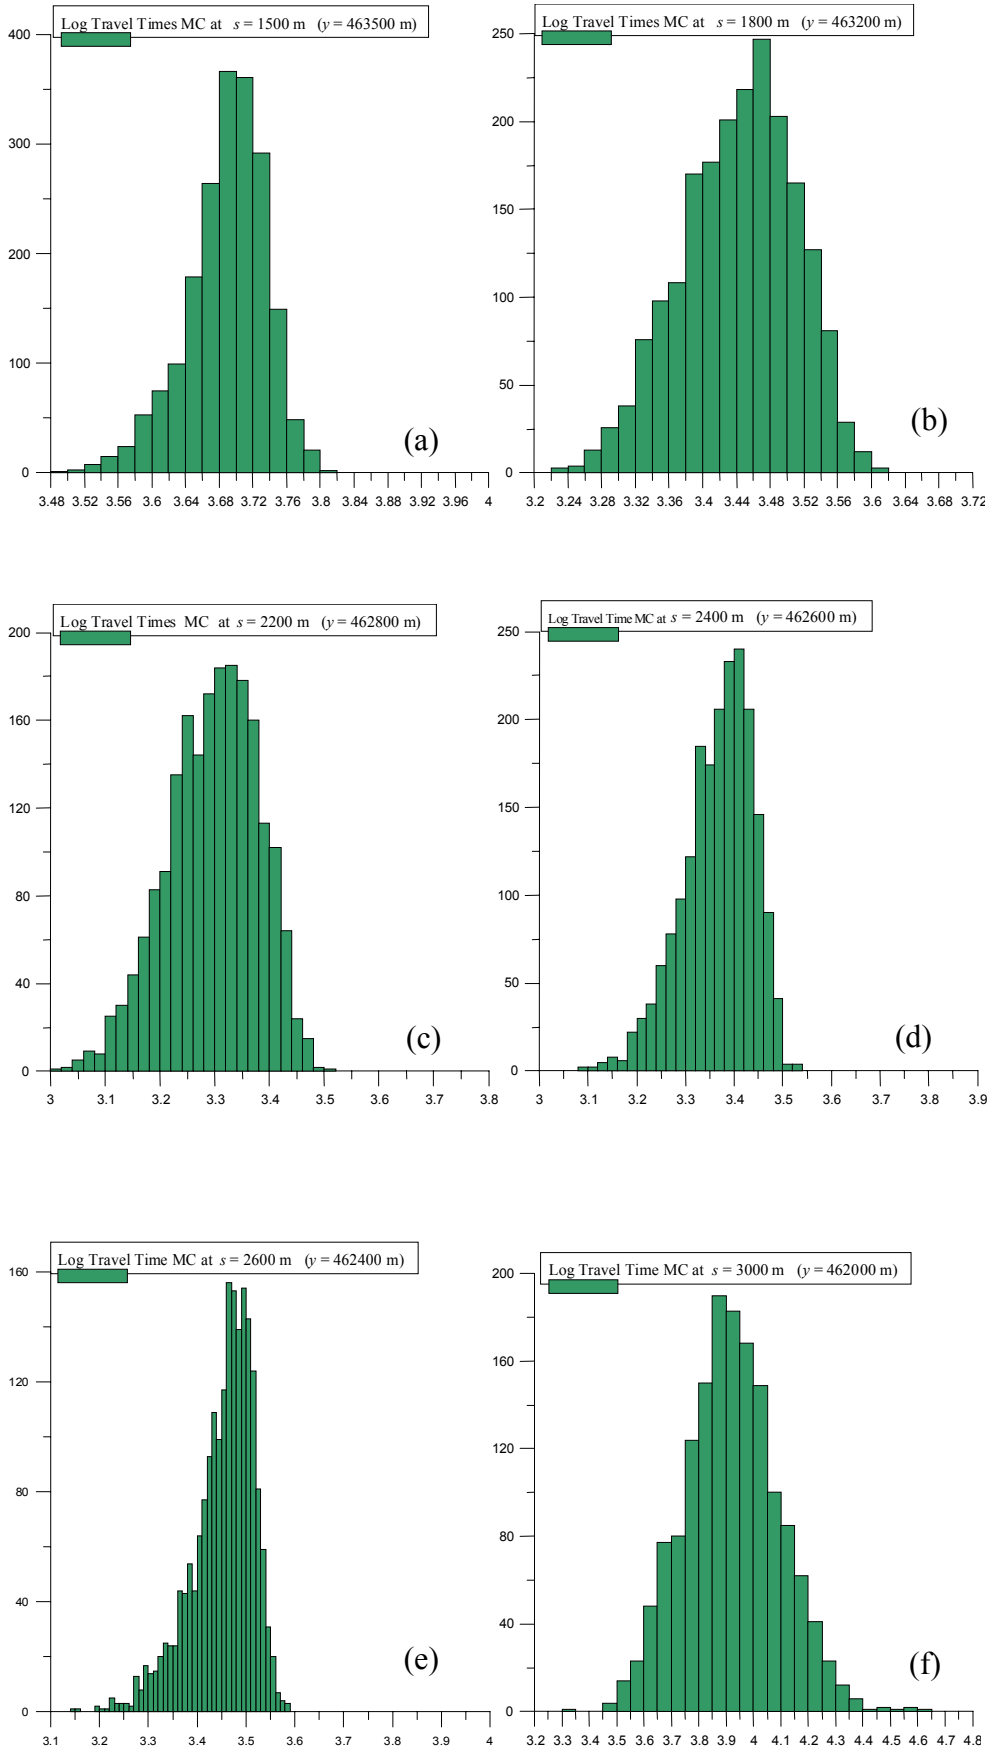 Log Travel Times MC at s = 1500 m (y = 463500 m)
400
300
200
100
0
3.48 3.52 3.56 3.6 3.64 3.68 3.72 3.76 3.8 3.84 3.88 3.92 3.96 4
(a)
Log Travel Times MC at s = 1800 m (y = 463200 m)
250
200
150
100
50
0
3.2 3.24 3.28 3.32 3.36 3.4 3.44 3.48 3.52 3.56 3.6 3.64 3.68 3.72
(b)
Log Travel Times MC at s = 2200 m (y = 462800 m)
200
160
120
80
40
0
3 3.1 3.2 3.3 3.4 3.5 3.6 3.7 3.8
(c)
Log Travel Time MC at s = 2400 m (y = 462600 m)
250
200
150
100
50
0
3 3.1 3.2 3.3 3.4 3.5 3.6 3.7 3.8 3.9
(d)
Log Travel Time MC at s = 2600 m (y = 462400 m)
160
120
80
40
0
3.1 3.2 3.3 3.4 3.5 3.6 3.7 3.8 3.9 4
(e)
Log Travel Time MC at s = 3000 m (y = 462000 m)
200
160
120
80
40
0
3.2 3.3 3.4 3.5 3.6 3.7 3.8 3.9 4 4.1 4.2 4.3 4.4 4.5 4.6 4.7 4.8
(f)